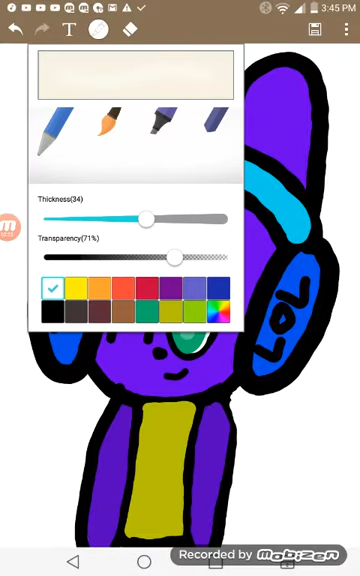 3:45 PM
T
Thickness(34)
Transparency(71%)
LOL
Recorded by mobizen